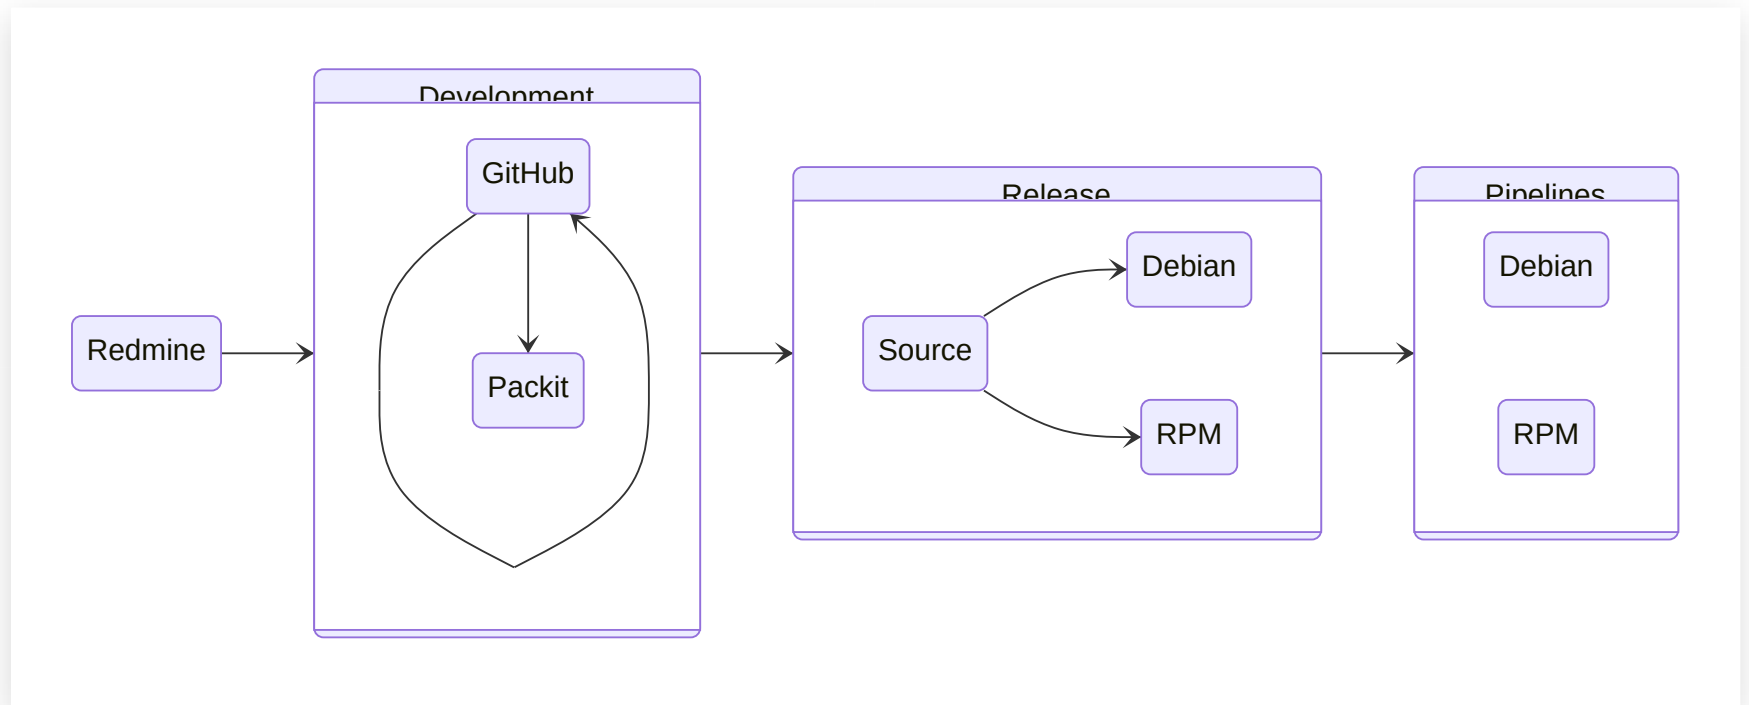 Development
GitHub
Packit
Redmine
Release
Source
Debian
RPM
Pipelines
Debian
RPM